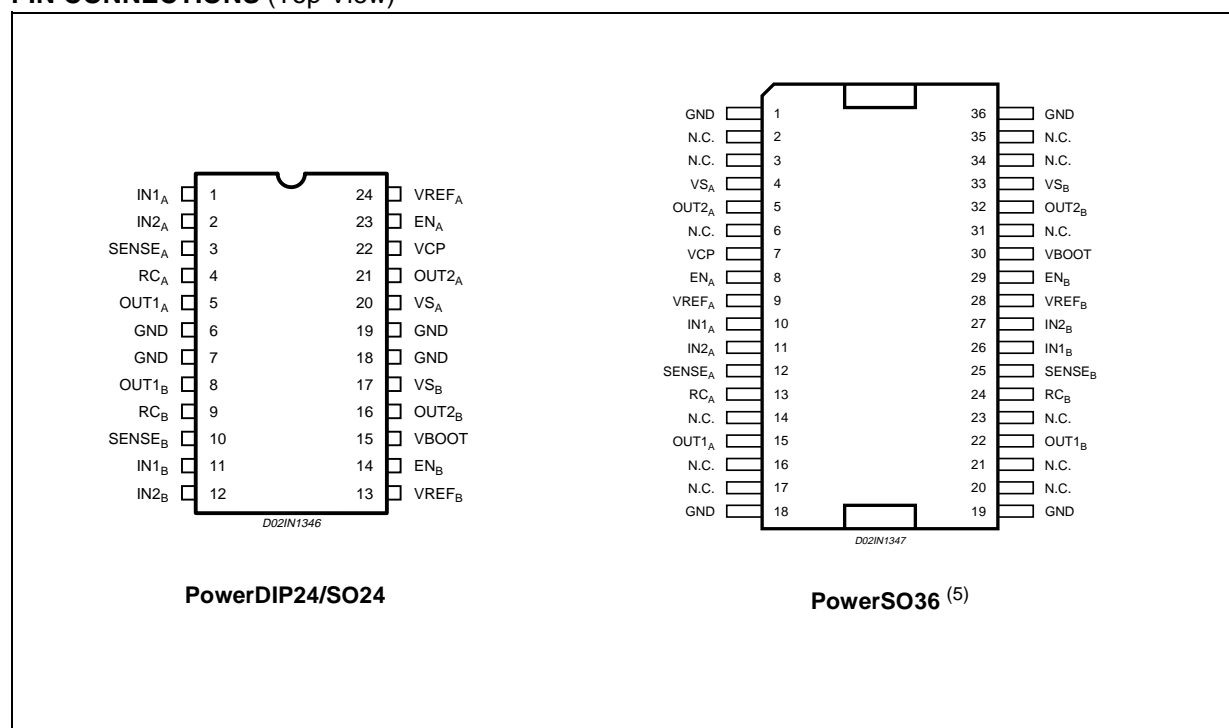 PIN CONNECTIONS (Top View)
IN1A 1 24 VREFA
IN2A 2 23 ENA
SENSEA 3 22 VCP
RCA 4 21 OUT2A
OUT1A 5 20 VSA
GND 6 19 GND
GND 7 18 GND
OUT1B 8 17 VSB
RCB 9 16 OUT2B
SENSEB 10 15 VBOOT
IN1B 11 14 ENB
IN2B 12 13 VREFB
D02IN1346
PowerDIP24/SO24
GND 1 36 GND
N.C. 2 35 N.C.
N.C. 3 34 N.C.
VSA 4 33 VSB
OUT2A 5 32 OUT2B
N.C. 6 31 N.C.
VCP 7 30 VBOOT
ENA 8 29 ENB
VREFA 9 28 VREFB
IN1A 10 27 IN2B
IN2A 11 26 IN1B
SENSEA 12 25 SENSEB
RCA 13 24 RCB
N.C. 14 23 N.C.
OUT1A 15 22 OUT1B
N.C. 16 21 N.C.
N.C. 17 20 N.C.
GND 18 19 GND
D02IN1347
PowerSO36 (5)